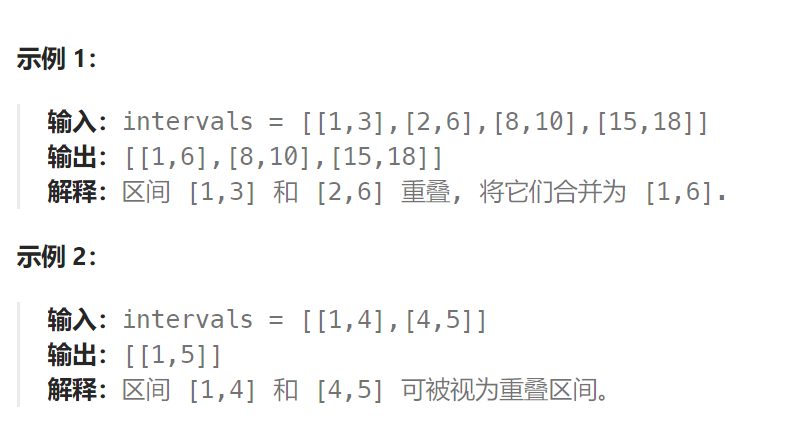 示例 1：
输入：intervals = [[1,3],[2,6],[8,10],[15,18]]
输出：[[1,6],[8,10],[15,18]]
解释：区间 [1,3] 和 [2,6] 重叠, 将它们合并为 [1,6].
示例 2：
输入：intervals = [[1,4],[4,5]]
输出：[[1,5]]
解释：区间 [1,4] 和 [4,5] 可被视为重叠区间。